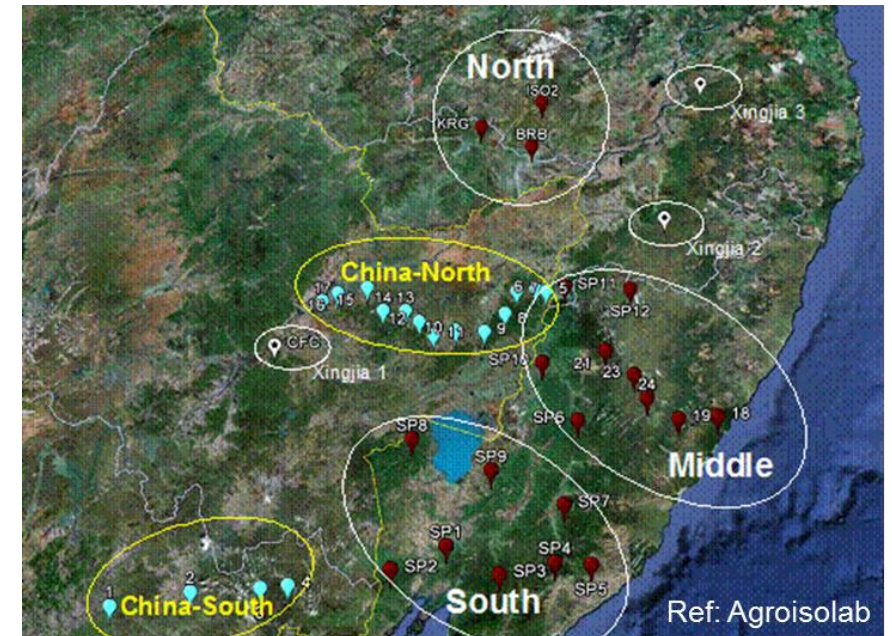 North
ISO2
KRG
BRB
Xingjia 3
Xingjia 2
China-North
17
16
15
14
13
12
10
11
9
8
6
5
SP11
SP12
SP10
21
23
24
19
18
CFC
Xingjia 1
SP8
SP6
SP9
Middle
SP7
SP1
SP2
SP3
SP4
SP5
South
1
2
4
China-South
Ref: Agroisolab